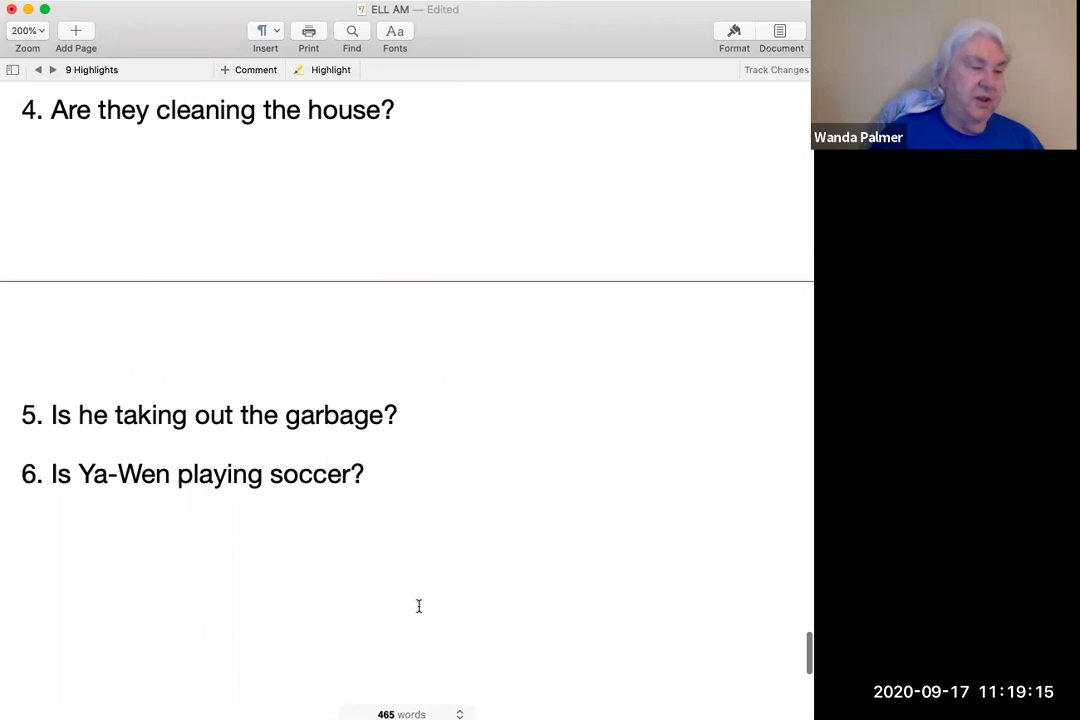 ELL AM — Edited
200%
Zoom
Add Page
Insert
Print
Aa
Find
Fonts
Format
Document
9 Highlights
+ Comment
Highlight
Track Changes
4. Are they cleaning the house?
Wanda Palmer
5. Is he taking out the garbage?
6. Is Ya-Wen playing soccer?
465 words
2020-09-17 11:19:15